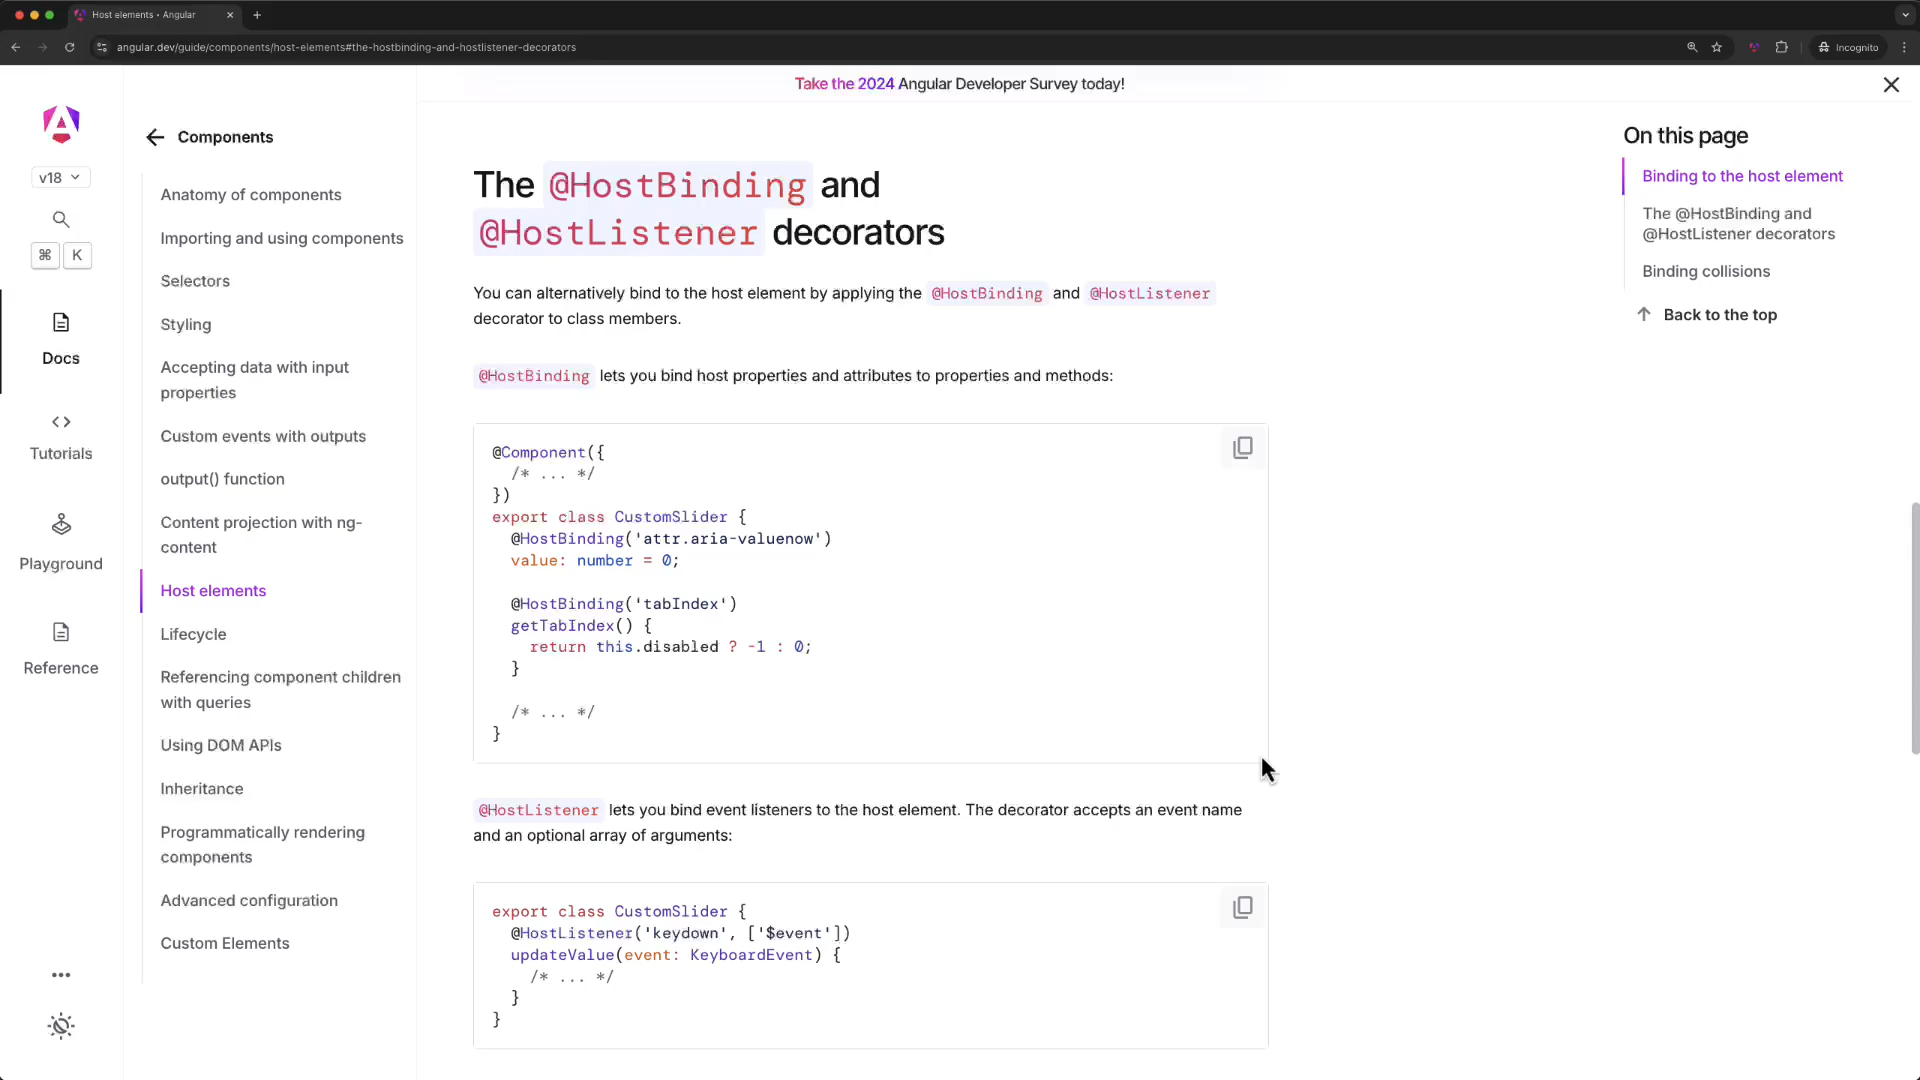 Host elements • Angular
angular.dev/guide/components/host-elements#the-hostbinding-and-hostlistener-decorators
Incognito
Take the 2024 Angular Developer Survey today!
v18
⌘ K
Docs
Tutorials
Playground
Reference
Components
Anatomy of components
Importing and using components
Selectors
Styling
Accepting data with input
properties
Custom events with outputs
output() function
Content projection with ng-
content
Host elements
Lifecycle
Referencing component children
with queries
Using DOM APIs
Inheritance
Programmatically rendering
components
Advanced configuration
Custom Elements
The @HostBinding and
@HostListener decorators
You can alternatively bind to the host element by applying the @HostBinding and @HostListener
decorator to class members.
@HostBinding lets you bind host properties and attributes to properties and methods:
@Component({
/* ... */
})
export class CustomSlider {
@HostBinding('attr.aria-valuenow')
value: number = 0;
@HostBinding('tabIndex')
getTabIndex() {
return this.disabled ? -1 : 0;
}
/* ... */
}
@HostListener lets you bind event listeners to the host element. The decorator accepts an event name
and an optional array of arguments:
export class CustomSlider {
@HostListener('keydown', ['$event'])
updateValue(event: KeyboardEvent) {
/* ... */
}
}
On this page
Binding to the host element
The @HostBinding and
@HostListener decorators
Binding collisions
Back to the top